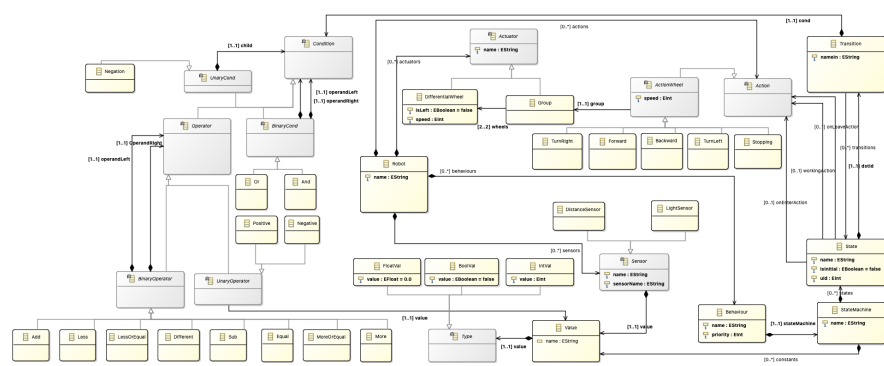 [1..1] cond
[0..*] actions
Actuator
name : EString
Condition
[1..1] child
Transition
nameIn : EString
[0..*] actuators
Negation
UnaryCond
ActionWheel
speed : EInt
Action
[1..1] operandLeft
[1..1] operandRight
DifferentialWheel
isLeft : EBoolean = false
speed : EInt
Group
[1..1] group
[2..2] wheels
Operator
BinaryCond
[0..*] onLeaveAction
[1..1] OperandRight
[1..1] operandLeft
TurnRight
Forward
Backward
TurnLeft
Stopping
[0..*] transitions
[1..1] dstId
Robot
name : EString
[0..*] behaviours
[0..*] workingAction
Or
And
[0..*] onEnterAction
DistanceSensor
LightSensor
Positive
Negative
State
name : EString
isInitial : EBoolean = false
uid : EInt
[0..*] sensors
Sensor
name : EString
sensorName : EString
FloatVal
value : EFloat = 0.0
BoolVal
value : EBoolean = false
IntVal
value : EInt
BinaryOperator
UnaryOperator
[0..*] states
Behaviour
name : EString
priority : EInt
[1..1] stateMachine
StateMachine
name : EString
[1..1] value
[1..1] value
Add
Less
LessOrEqual
Different
Sub
Equal
MoreOrEqual
More
Type
[1..1] value
Value
name : EString
[0..*] constants